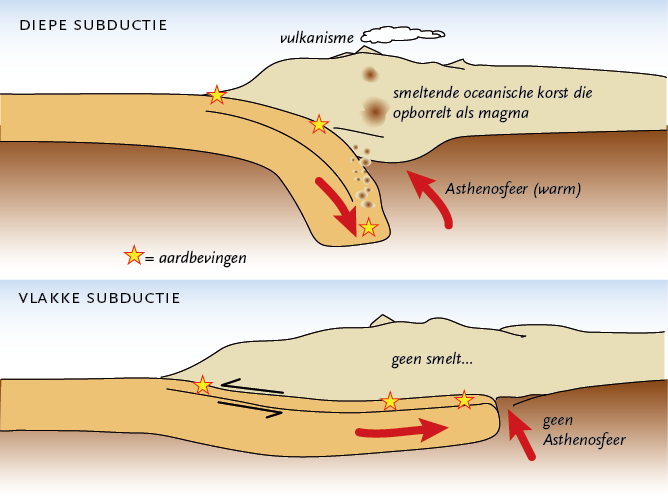 DIEPE SUBDUCTIE
vulkanisme
smeltende oceanische korst die
opborrelt als magma
Asthenosfeer (warm)
= aardbevingen
VLAKKE SUBDUCTIE
geen smelt...
geen
Asthenosfeer